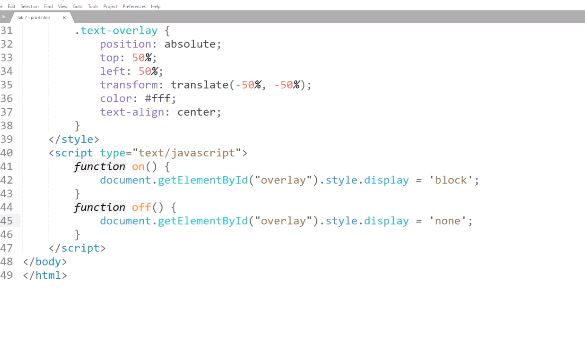 Edit Selection Find View Goto Tools Project Preferences Help
31 .text-overlay {
32 position: absolute;
33 top: 50%;
34 left: 50%;
35 transform: translate(-50%, -50%);
36 color: #fff;
37 text-align: center;
38 }
39 </style>
40 <script type="text/javascript">
41 function on() {
42 document.getElementById("overlay").style.display = 'block';
43 }
44 function off() {
45 document.getElementById("overlay").style.display = 'none';
46 }
47 </script>
48 </body>
49 </html>